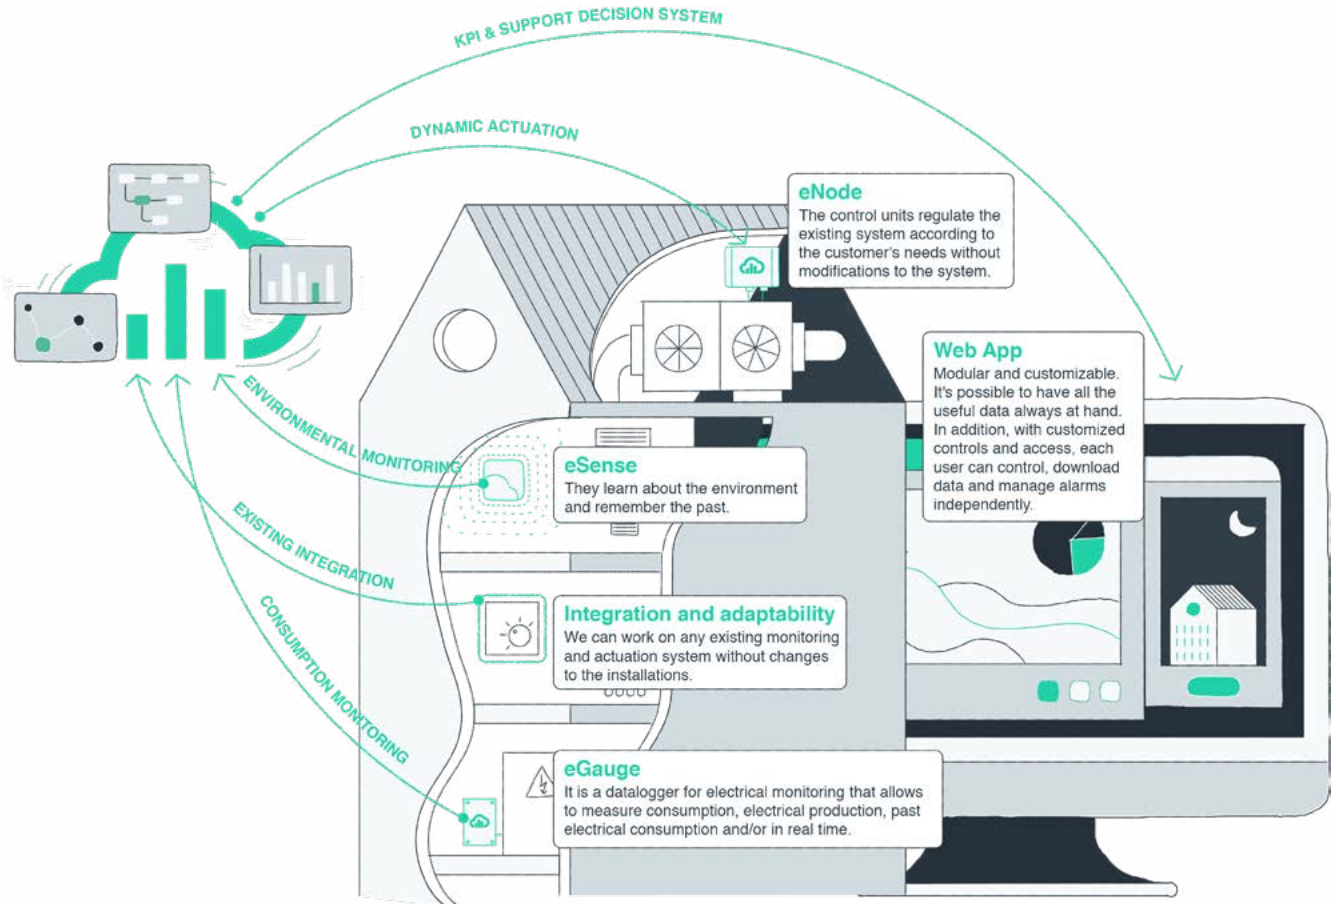 KPI & SUPPORT DECISION SYSTEM
DYNAMIC ACTUATION
eNode
The control units regulate the
existing system according to
the customer's needs without
modifications to the system.
Web App
Modular and customizable.
It's possible to have all the
useful data always at hand.
In addition, with customized
controls and access, each
user can control, download
data and manage alarms
independently.
ENVIRONMENTAL MONITORING
eSense
They learn about the environment
and remember the past.
EXISTING INTEGRATION
Integration and adaptability
We can work on any existing monitoring
and actuation system without changes
to the installations.
CONSUMPTION MONITORING
eGauge
It is a datalogger for electrical monitoring that allows
to measure consumption, electrical production, past
electrical consumption and/or in real time.